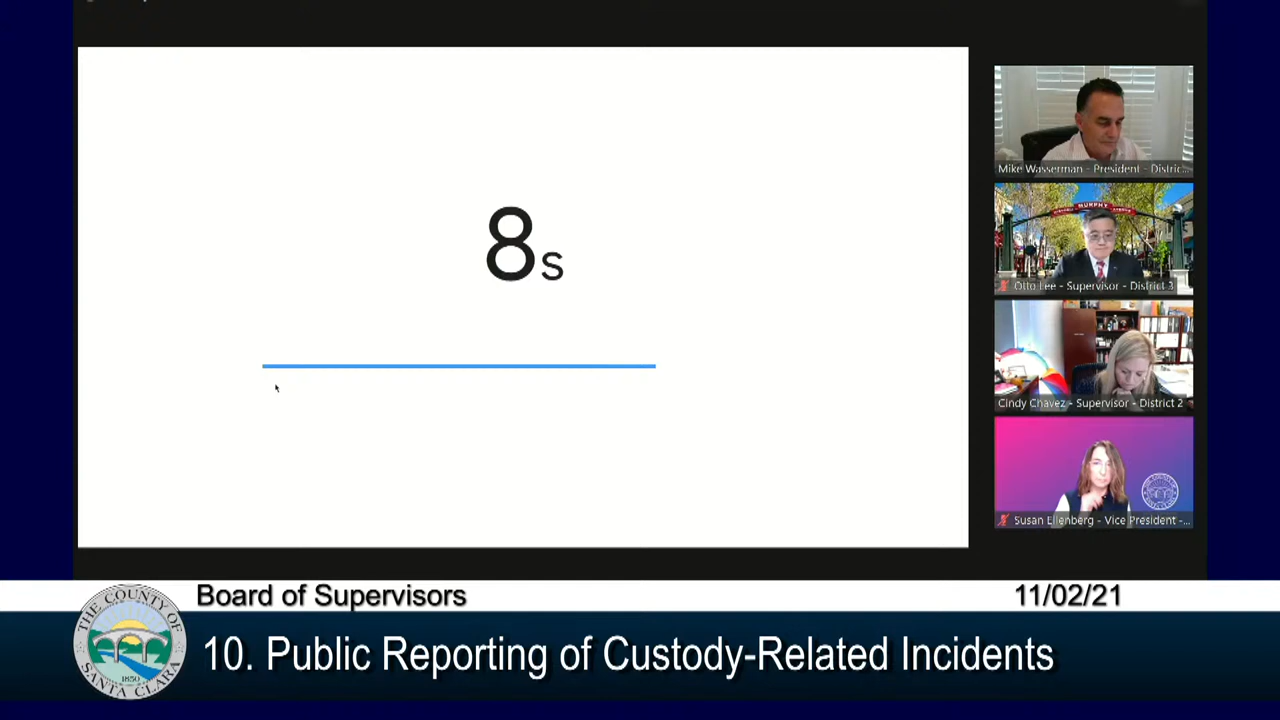 8s
Mike Wasserman - President - Distric...
MURPHY
Otto Lee - Supervisor - District 3
Cindy Chavez - Supervisor - District 2
Susan Ellenberg - Vice President -...
Board of Supervisors
11/02/21
THE COUNTY OF SANTA CLARA
1850
10. Public Reporting of Custody-Related Incidents